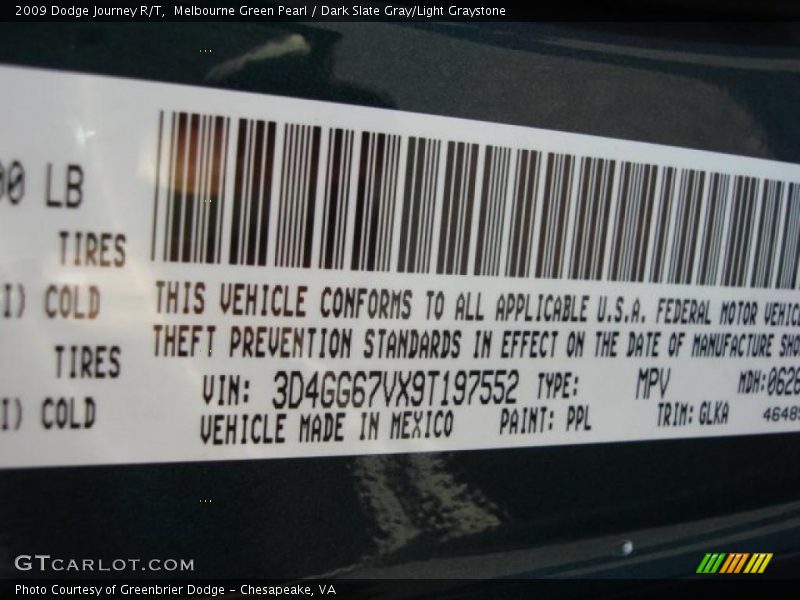 2009 Dodge Journey R/T, Melbourne Green Pearl / Dark Slate Gray/Light Graystone
00 LB
TIRES
I) COLD
TIRES
I) COLD
THIS VEHICLE CONFORMS TO ALL APPLICABLE U.S.A. FEDERAL MOTOR VEHIC
THEFT PREVENTION STANDARDS IN EFFECT ON THE DATE OF MANUFACTURE SHO
VIN: 3D4GG67VX9T197552 TYPE: MPV MDH:0626
VEHICLE MADE IN MEXICO PAINT: PPL TRIM: GLKA 4648
GTCARLOT.COM
Photo Courtesy of Greenbrier Dodge - Chesapeake, VA